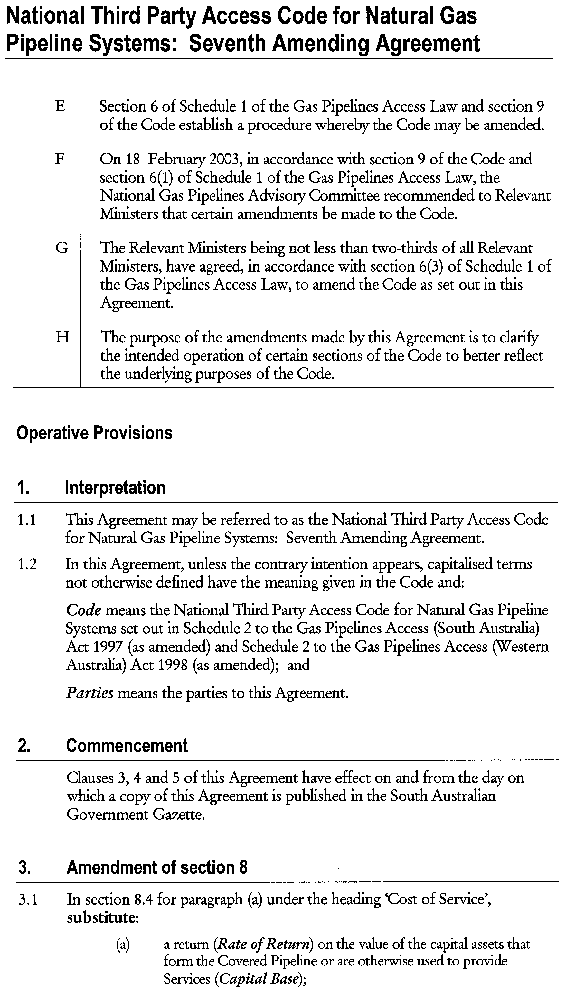 National Third Party Access Code for Natural Gas
Pipeline Systems: Seventh Amending Agreement
E Section 6 of Schedule 1 of the Gas Pipelines Access Law and section 9
of the Code establish a procedure whereby the Code may be amended.
F On 18 February 2003, in accordance with section 9 of the Code and
section 6(1) of Schedule 1 of the Gas Pipelines Access Law, the
National Gas Pipelines Advisory Committee recommended to Relevant
Ministers that certain amendments be made to the Code.
G The Relevant Ministers being not less than two-thirds of all Relevant
Ministers, have agreed, in accordance with section 6(3) of Schedule 1 of
the Gas Pipelines Access Law, to amend the Code as set out in this
Agreement.
H The purpose of the amendments made by this Agreement is to clarify
the intended operation of certain sections of the Code to better reflect
the underlying purposes of the Code.
Operative Provisions
1. Interpretation
1.1 This Agreement may be referred to as the National Third Party Access Code
for Natural Gas Pipeline Systems: Seventh Amending Agreement.
1.2 In this Agreement, unless the contrary intention appears, capitalised terms
not otherwise defined have the meaning given in the Code and:
Code means the National Third Party Access Code for Natural Gas Pipeline
Systems set out in Schedule 2 to the Gas Pipelines Access (South Australia)
Act 1997 (as amended) and Schedule 2 to the Gas Pipelines Access (Western
Australia) Act 1998 (as amended); and
Parties means the parties to this Agreement.
2. Commencement
Clauses 3, 4 and 5 of this Agreement have effect on and from the day on
which a copy of this Agreement is published in the South Australian
Government Gazette.
3. Amendment of section 8
3.1 In section 8.4 for paragraph (a) under the heading ‘Cost of Service’,
substitute:
(a) a return (Rate of Return) on the value of the capital assets that
form the Covered Pipeline or are otherwise used to provide
Services (Capital Base);